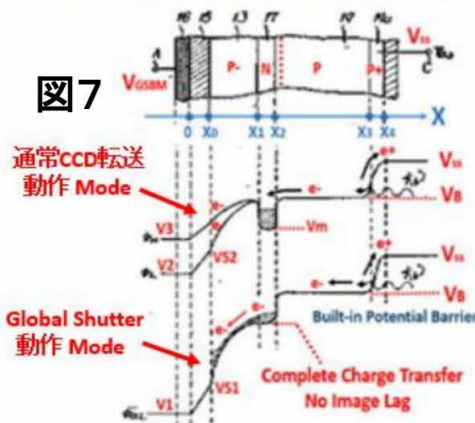 16 15 13 17 19
A
VGSBM
P-
N
P
P+
Vss
C
図7
0 X0 X1 X2 X3 X4 X
通常CCD転送
動作 Mode
e-
e+
Vss
V3
VB
V2
VS2
Vm
e-
e+
Vss
Global Shutter
動作 Mode
e-
VB
Built-in Potential Barrier
VS1
V1
Complete Charge Transfer
No Image Lag